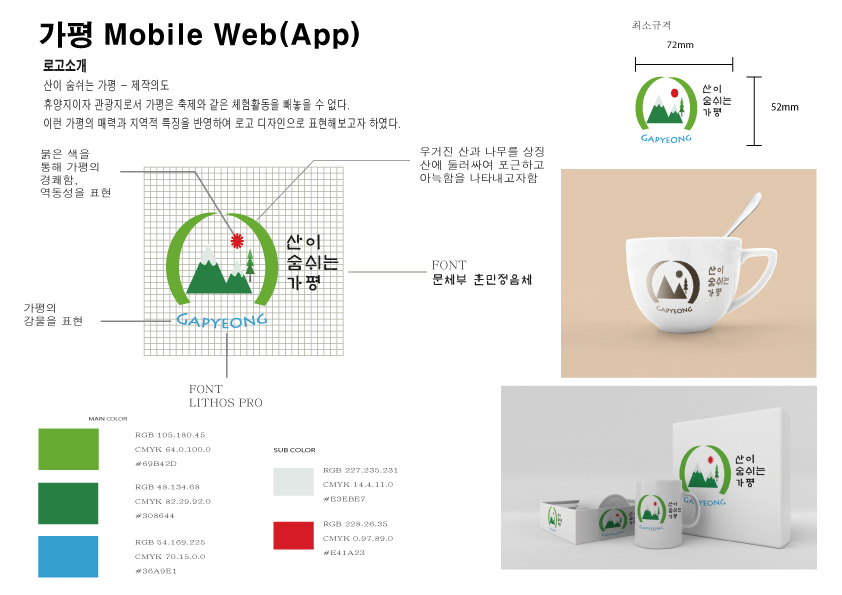 가평 Mobile Web(App)
로고소개
산이 숨쉬는 가평 - 제작의도
휴양지이자 관광지로서 가평은 축제와 같은 체험활동을 빼놓을 수 없다.
이런 가평의 매력과 지역적 특징을 반영하여 로고 디자인으로 표현해보고자 하였다.
최소규격
72mm
52mm
산이
숨쉬는
가평
GAPYEONG
붉은 색을
통해 가평의
경쾌함,
역동성을 표현
우거진 산과 나무를 상징
산에 둘러싸여 포근하고
아늑함을 나타내고자함
산이
숨쉬는
가평
GAPYEONG
FONT
문체부 훈민정음체
가평의
강물을 표현
FONT
LITHOS PRO
산이
숨쉬는
가평
GAPYEONG
MAIN COLOR
RGB 105.180.45
CMYK 64.0.100.0
#69B42D
RGB 48.134.68
CMYK 82.29.92.0
#308644
RGB 54.169.225
CMYK 70.15.0.0
#36A9E1
SUB COLOR
RGB 227.235.231
CMYK 14.4.11.0
#E3EBE7
RGB 228.26.35
CMYK 0.97.89.0
#E41A23
산이
숨쉬는
가평
GAPYEONG
산이
숨쉬는
가평
GAPYEONG